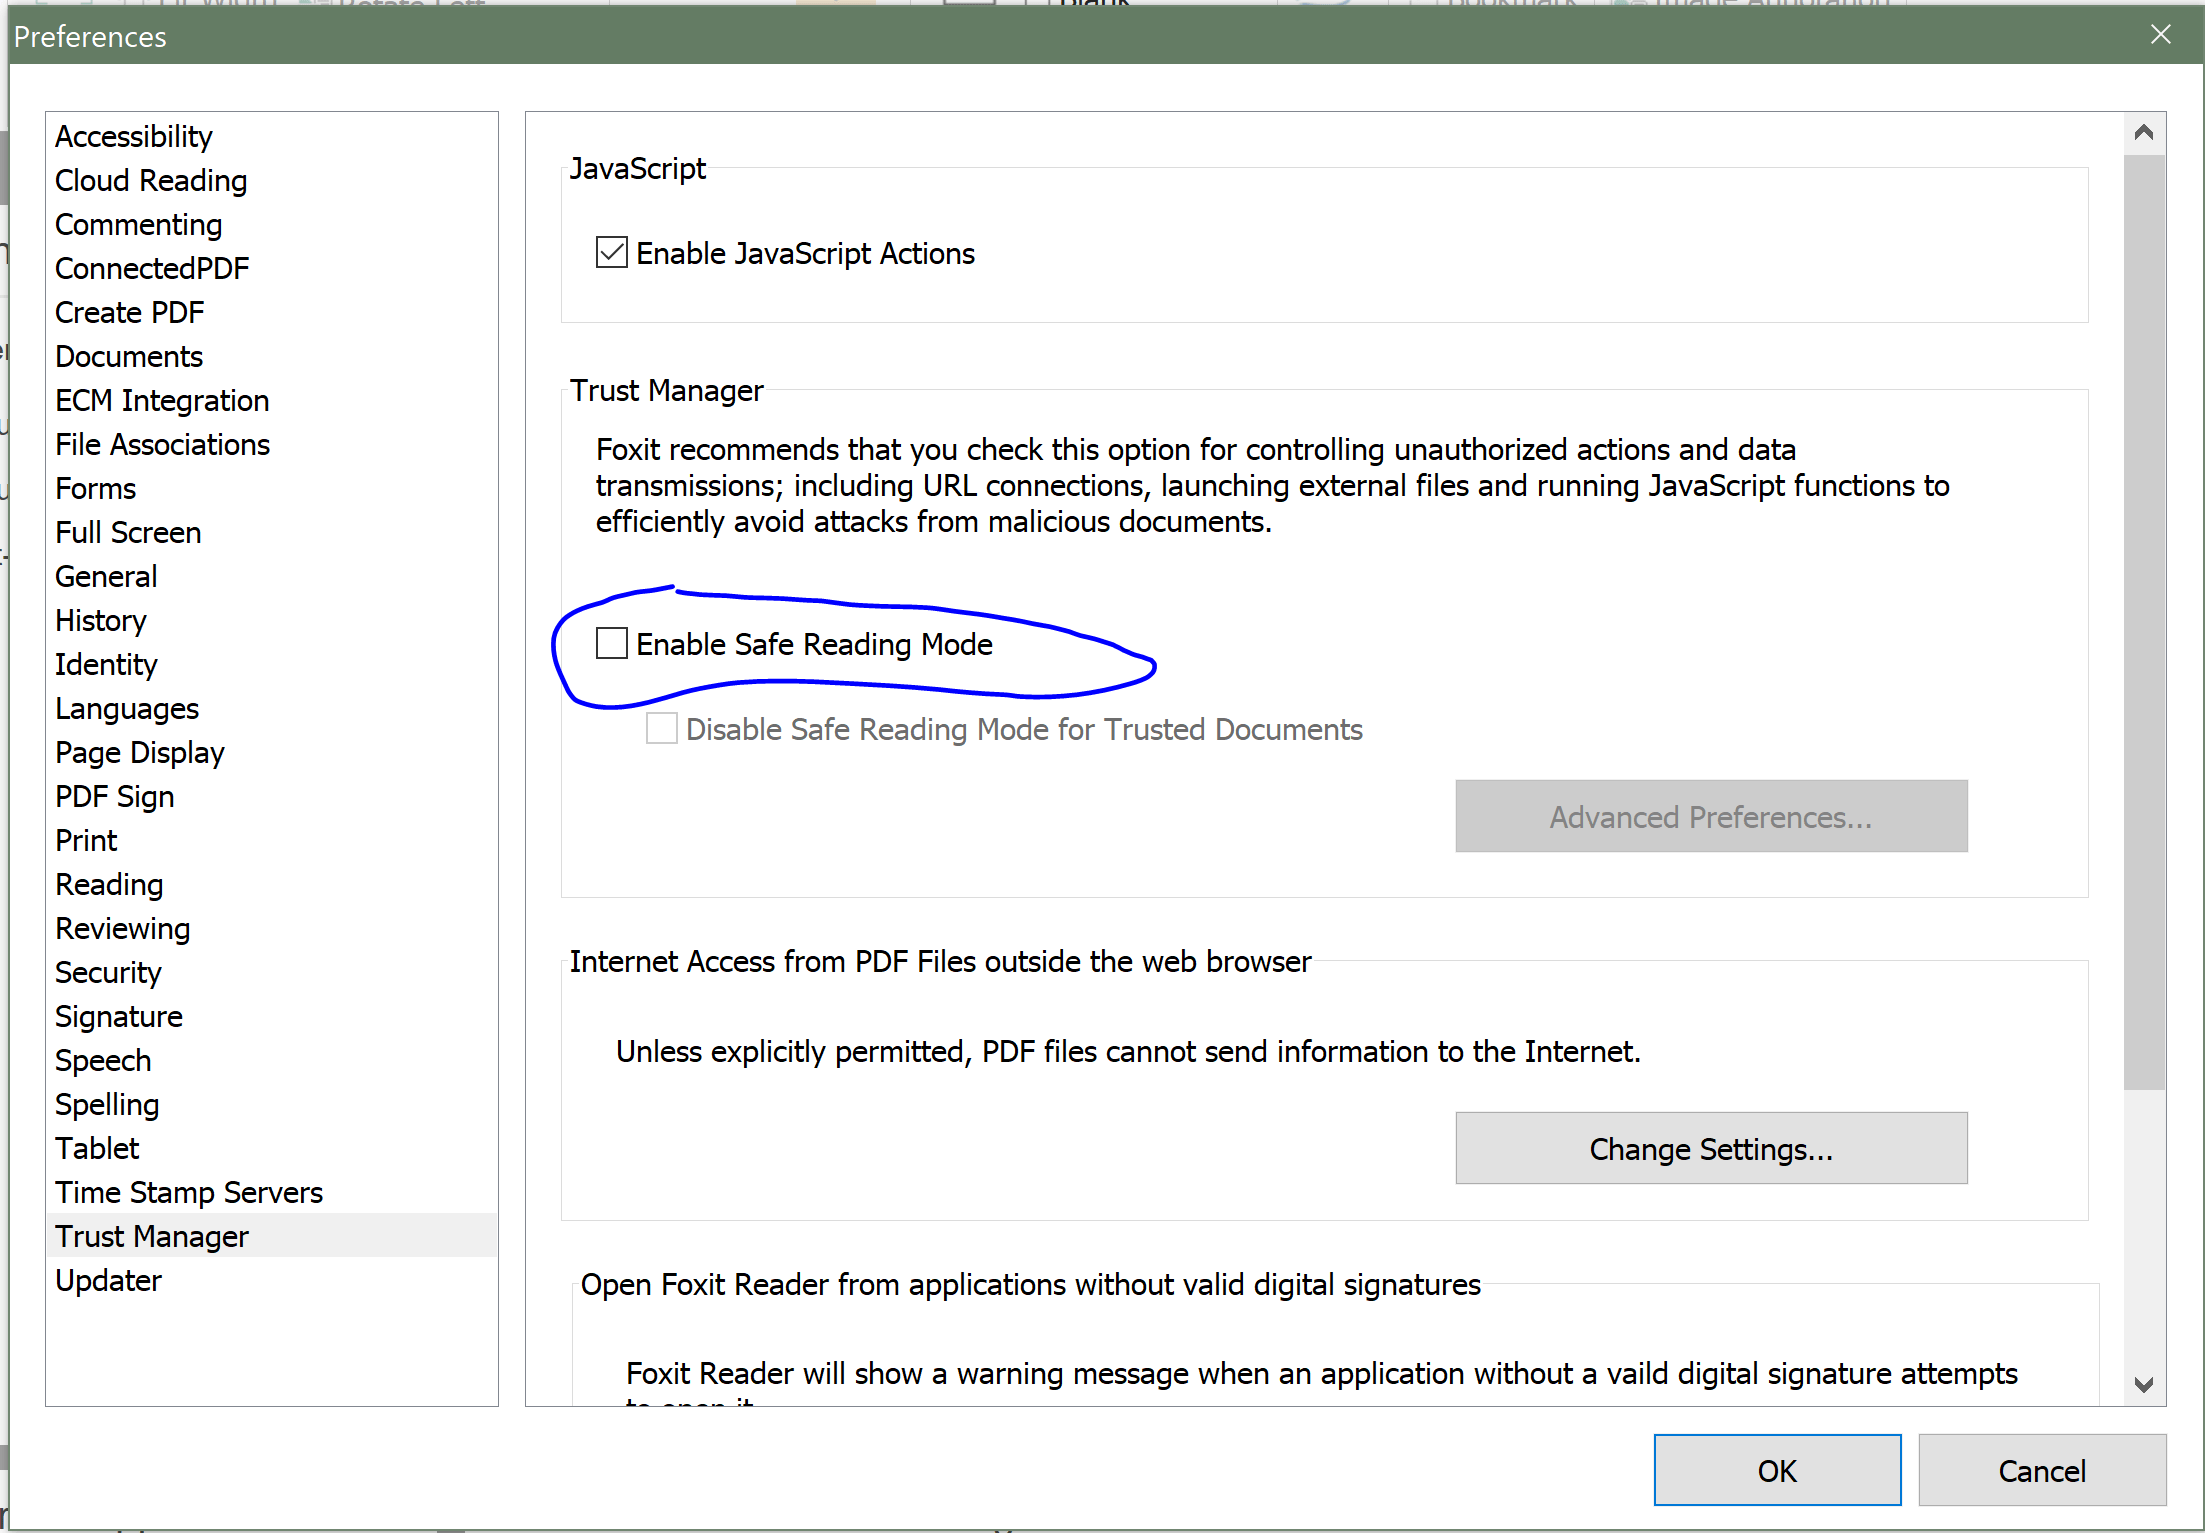 Preferences
Accessibility
Cloud Reading
Commenting
ConnectedPDF
Create PDF
Documents
ECM Integration
File Associations
Forms
Full Screen
General
History
Identity
Languages
Page Display
PDF Sign
Print
Reading
Reviewing
Security
Signature
Speech
Spelling
Tablet
Time Stamp Servers
Trust Manager
Updater
JavaScript
Enable JavaScript Actions
Trust Manager
Foxit recommends that you check this option for controlling unauthorized actions and data
transmissions; including URL connections, launching external files and running JavaScript functions to
efficiently avoid attacks from malicious documents.
Enable Safe Reading Mode
Disable Safe Reading Mode for Trusted Documents
Advanced Preferences...
Internet Access from PDF Files outside the web browser
Unless explicitly permitted, PDF files cannot send information to the Internet.
Change Settings...
Open Foxit Reader from applications without valid digital signatures
Foxit Reader will show a warning message when an application without a vaild digital signature attempts
to open it
OK
Cancel